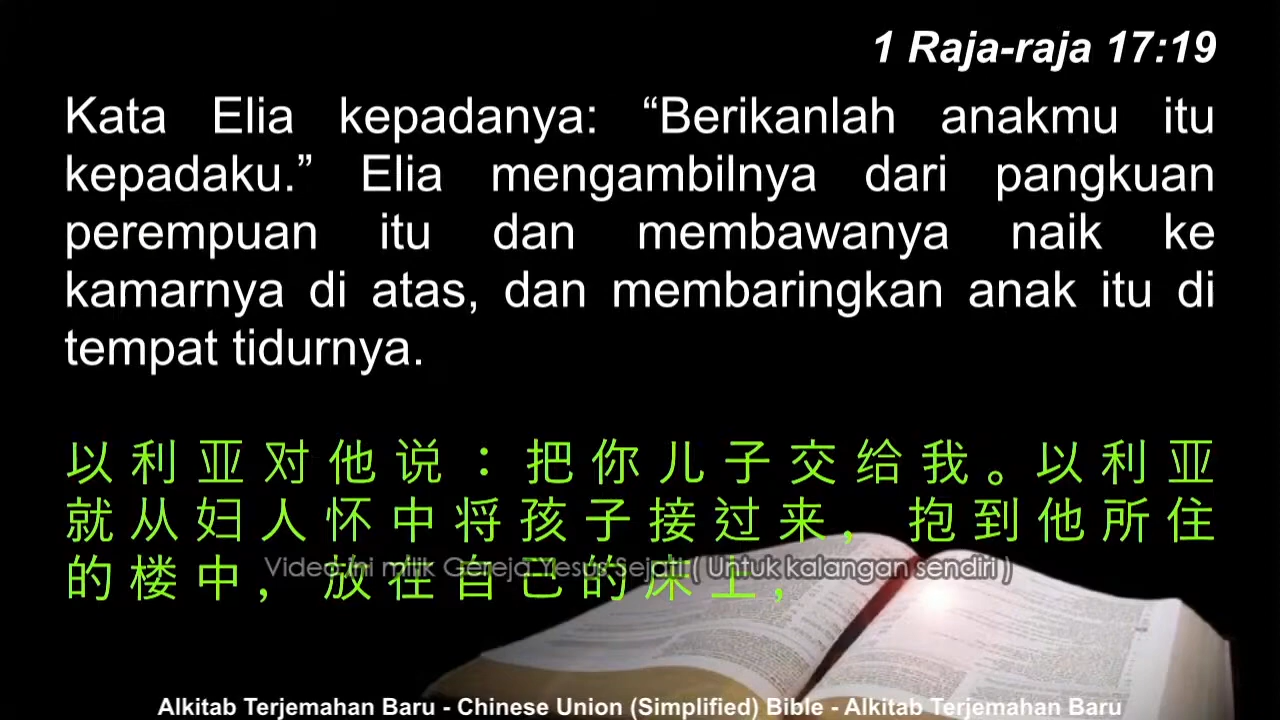 1 Raja-raja 17:19
Kata Elia kepadanya: “Berikanlah anakmu itu
kepadaku.” Elia mengambilnya dari pangkuan
perempuan itu dan membawanya naik ke
kamarnya di atas, dan membaringkan anak itu di
tempat tidurnya.
以利亚对他说：把你儿子交给我。以利亚
就从妇人怀中将孩子接过来，抱到他所住
的楼中，放在自己的床上，
Video ini milik Gereja Yesus Sejati ( Untuk kalangan sendiri )
Alkitab Terjemahan Baru - Chinese Union (Simplified) Bible - Alkitab Terjemahan Baru